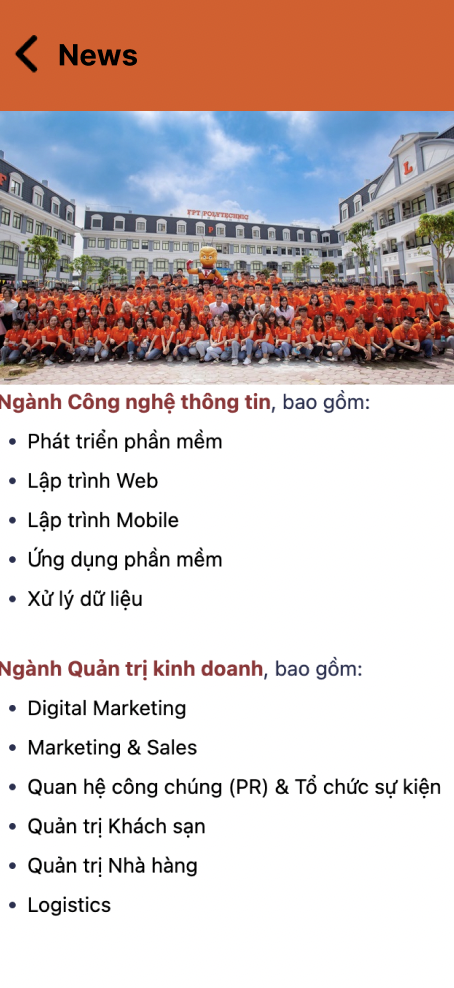 News
FPT POLYTECHNIC
F
L
Ngành Công nghệ thông tin, bao gồm:
Phát triển phần mềm
Lập trình Web
Lập trình Mobile
Ứng dụng phần mềm
Xử lý dữ liệu
Ngành Quản trị kinh doanh, bao gồm:
Digital Marketing
Marketing & Sales
Quan hệ công chúng (PR) & Tổ chức sự kiện
Quản trị Khách sạn
Quản trị Nhà hàng
Logistics